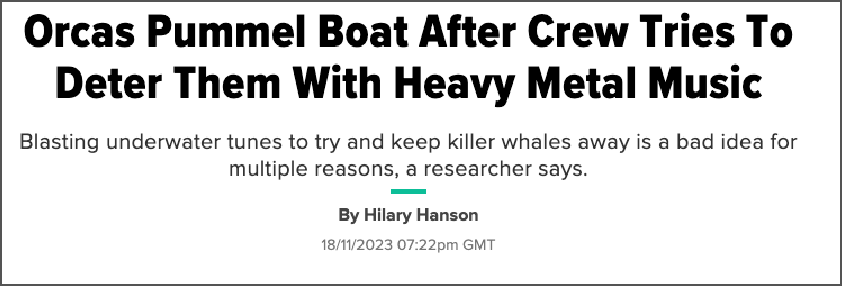 Orcas Pummel Boat After Crew Tries To
Deter Them With Heavy Metal Music
Blasting underwater tunes to try and keep killer whales away is a bad idea for
multiple reasons, a researcher says.
By Hilary Hanson
18/11/2023 07:22pm GMT